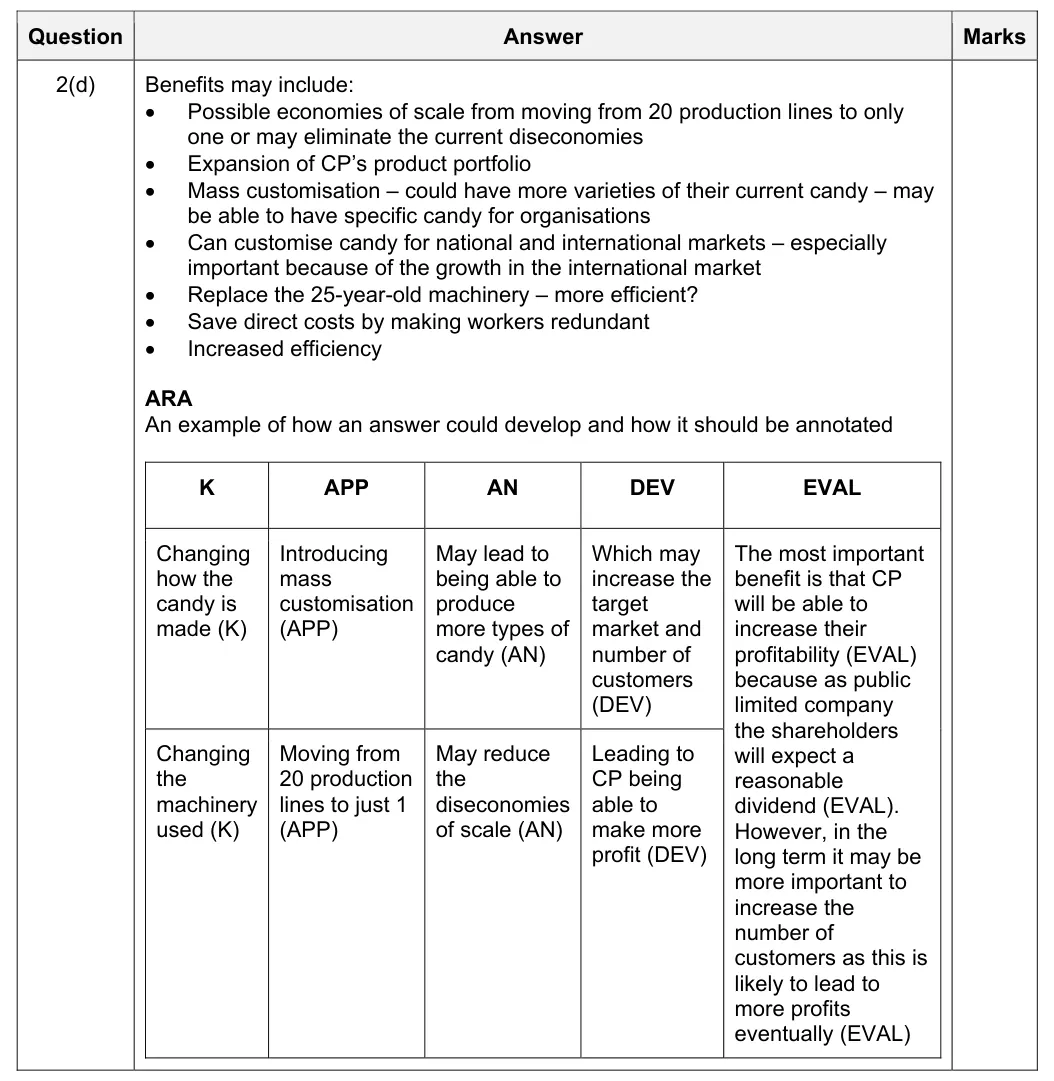 Question Answer Marks
2(d) Benefits may include:
• Possible economies of scale from moving from 20 production lines to only
one or may eliminate the current diseconomies
• Expansion of CP’s product portfolio
• Mass customisation – could have more varieties of their current candy – may
be able to have specific candy for organisations
• Can customise candy for national and international markets – especially
important because of the growth in the international market
• Replace the 25-year-old machinery – more efficient?
• Save direct costs by making workers redundant
• Increased efficiency
ARA
An example of how an answer could develop and how it should be annotated
K APP AN DEV EVAL
Changing
how the
candy is
made (K)
Introducing
mass
customisation
(APP)
May lead to
being able to
produce
more types of
candy (AN)
Which may
increase the
target
market and
number of
customers
(DEV)
The most important
benefit is that CP
will be able to
increase their
profitability (EVAL)
because as public
limited company
the shareholders
will expect a
reasonable
dividend (EVAL).
However, in the
long term it may be
more important to
increase the
number of
customers as this is
likely to lead to
more profits
eventually (EVAL)
Changing
the
machinery
used (K)
Moving from
20 production
lines to just 1
(APP)
May reduce
the
diseconomies
of scale (AN)
Leading to
CP being
able to
make more
profit (DEV)